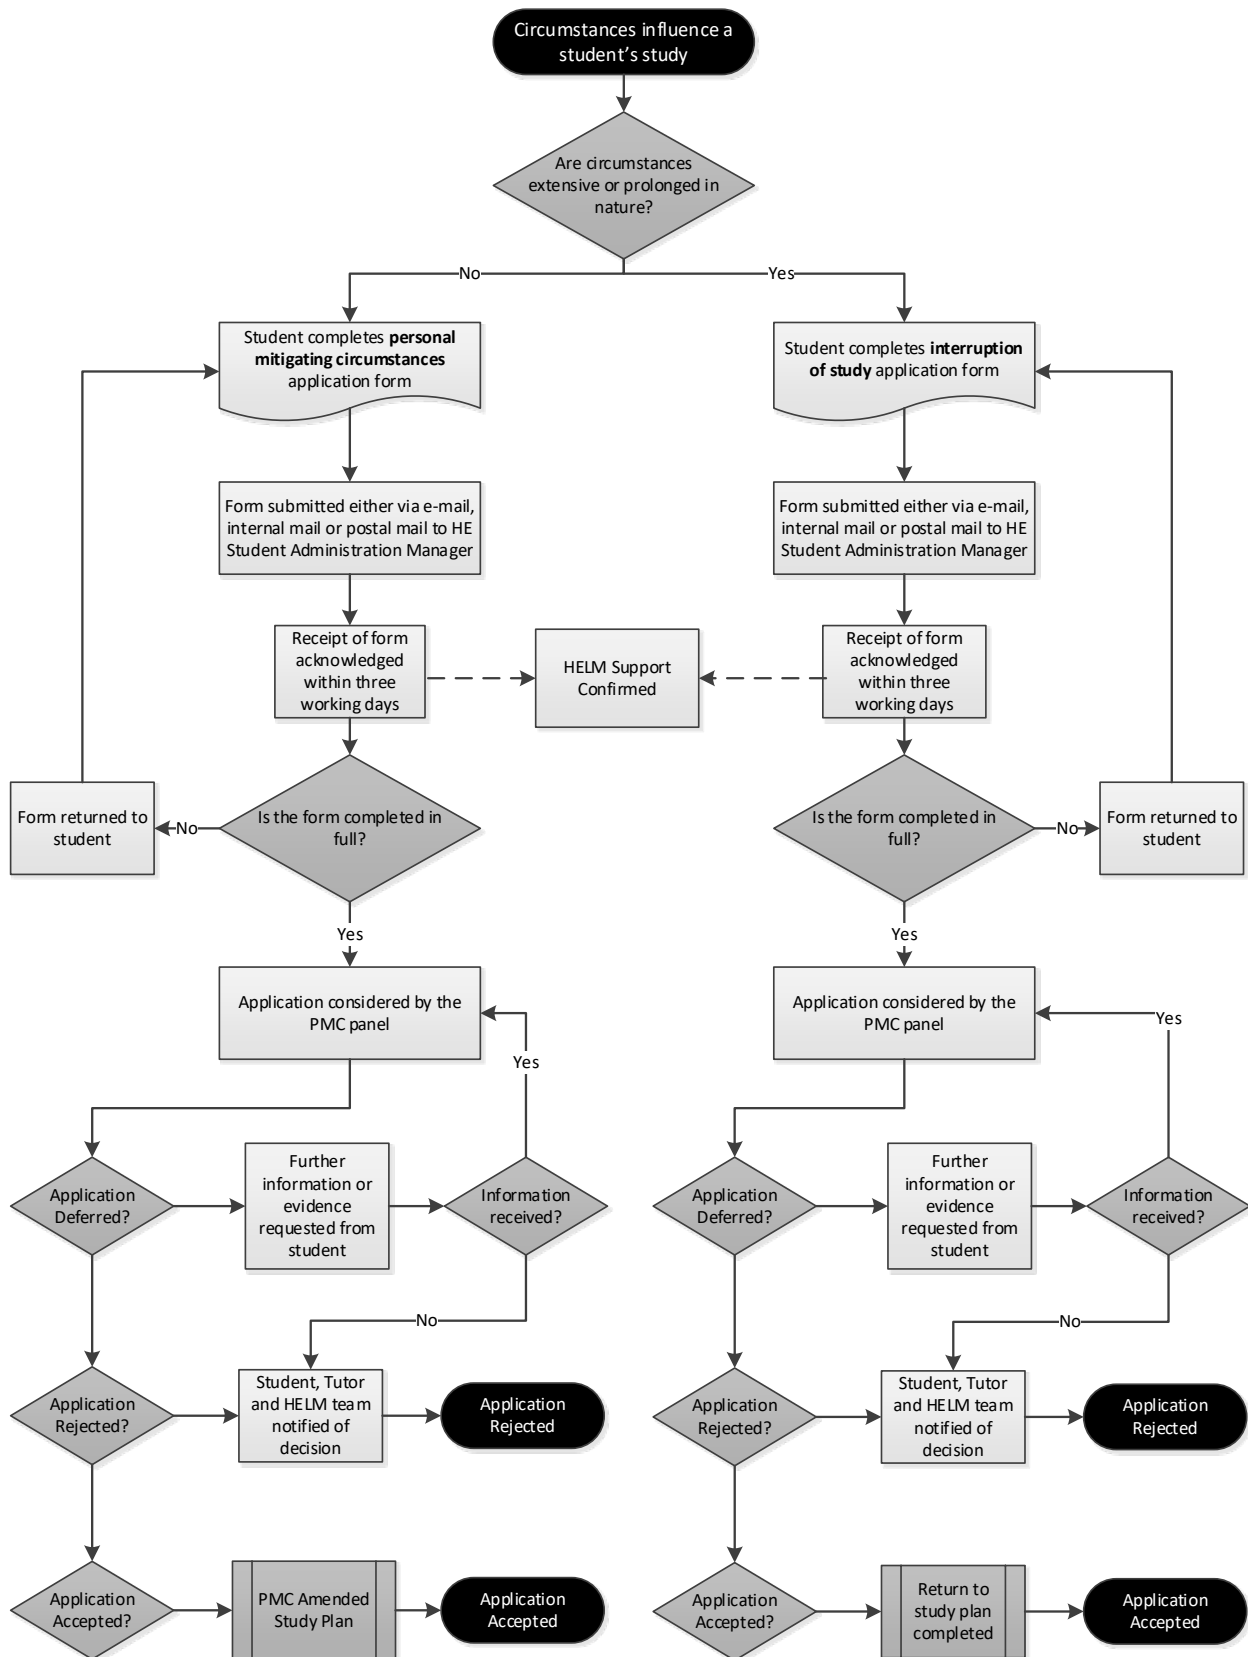 Circumstances influence a
student's study
Are circumstances
extensive or prolonged in
nature?
No
Yes
Student completes personal
mitigating circumstances
application form
Student completes interruption
of study application form
Form submitted either via e-mail,
internal mail or postal mail to HE
Student Administration Manager
Form submitted either via e-mail,
internal mail or postal mail to HE
Student Administration Manager
Receipt of form
acknowledged
within three
working days
HELM Support
Confirmed
Receipt of form
acknowledged
within three
working days
Form returned to
student
No
Is the form completed in
full?
Is the form completed in
full?
No
Form returned to
student
Yes
Yes
Application considered by the
PMC panel
Yes
Application considered by the
PMC panel
Yes
Application
Deferred?
Further
information or
evidence
requested from
student
Information
received?
Application
Deferred?
Further
information or
evidence
requested from
student
Information
received?
No
No
Application
Rejected?
Student, Tutor
and HELM team
notified of
decision
Application
Rejected
Application
Rejected?
Student, Tutor
and HELM team
notified of
decision
Application
Rejected
Application
Accepted?
PMC Amended
Study Plan
Application
Accepted
Application
Accepted?
Return to
study plan
completed
Application
Accepted